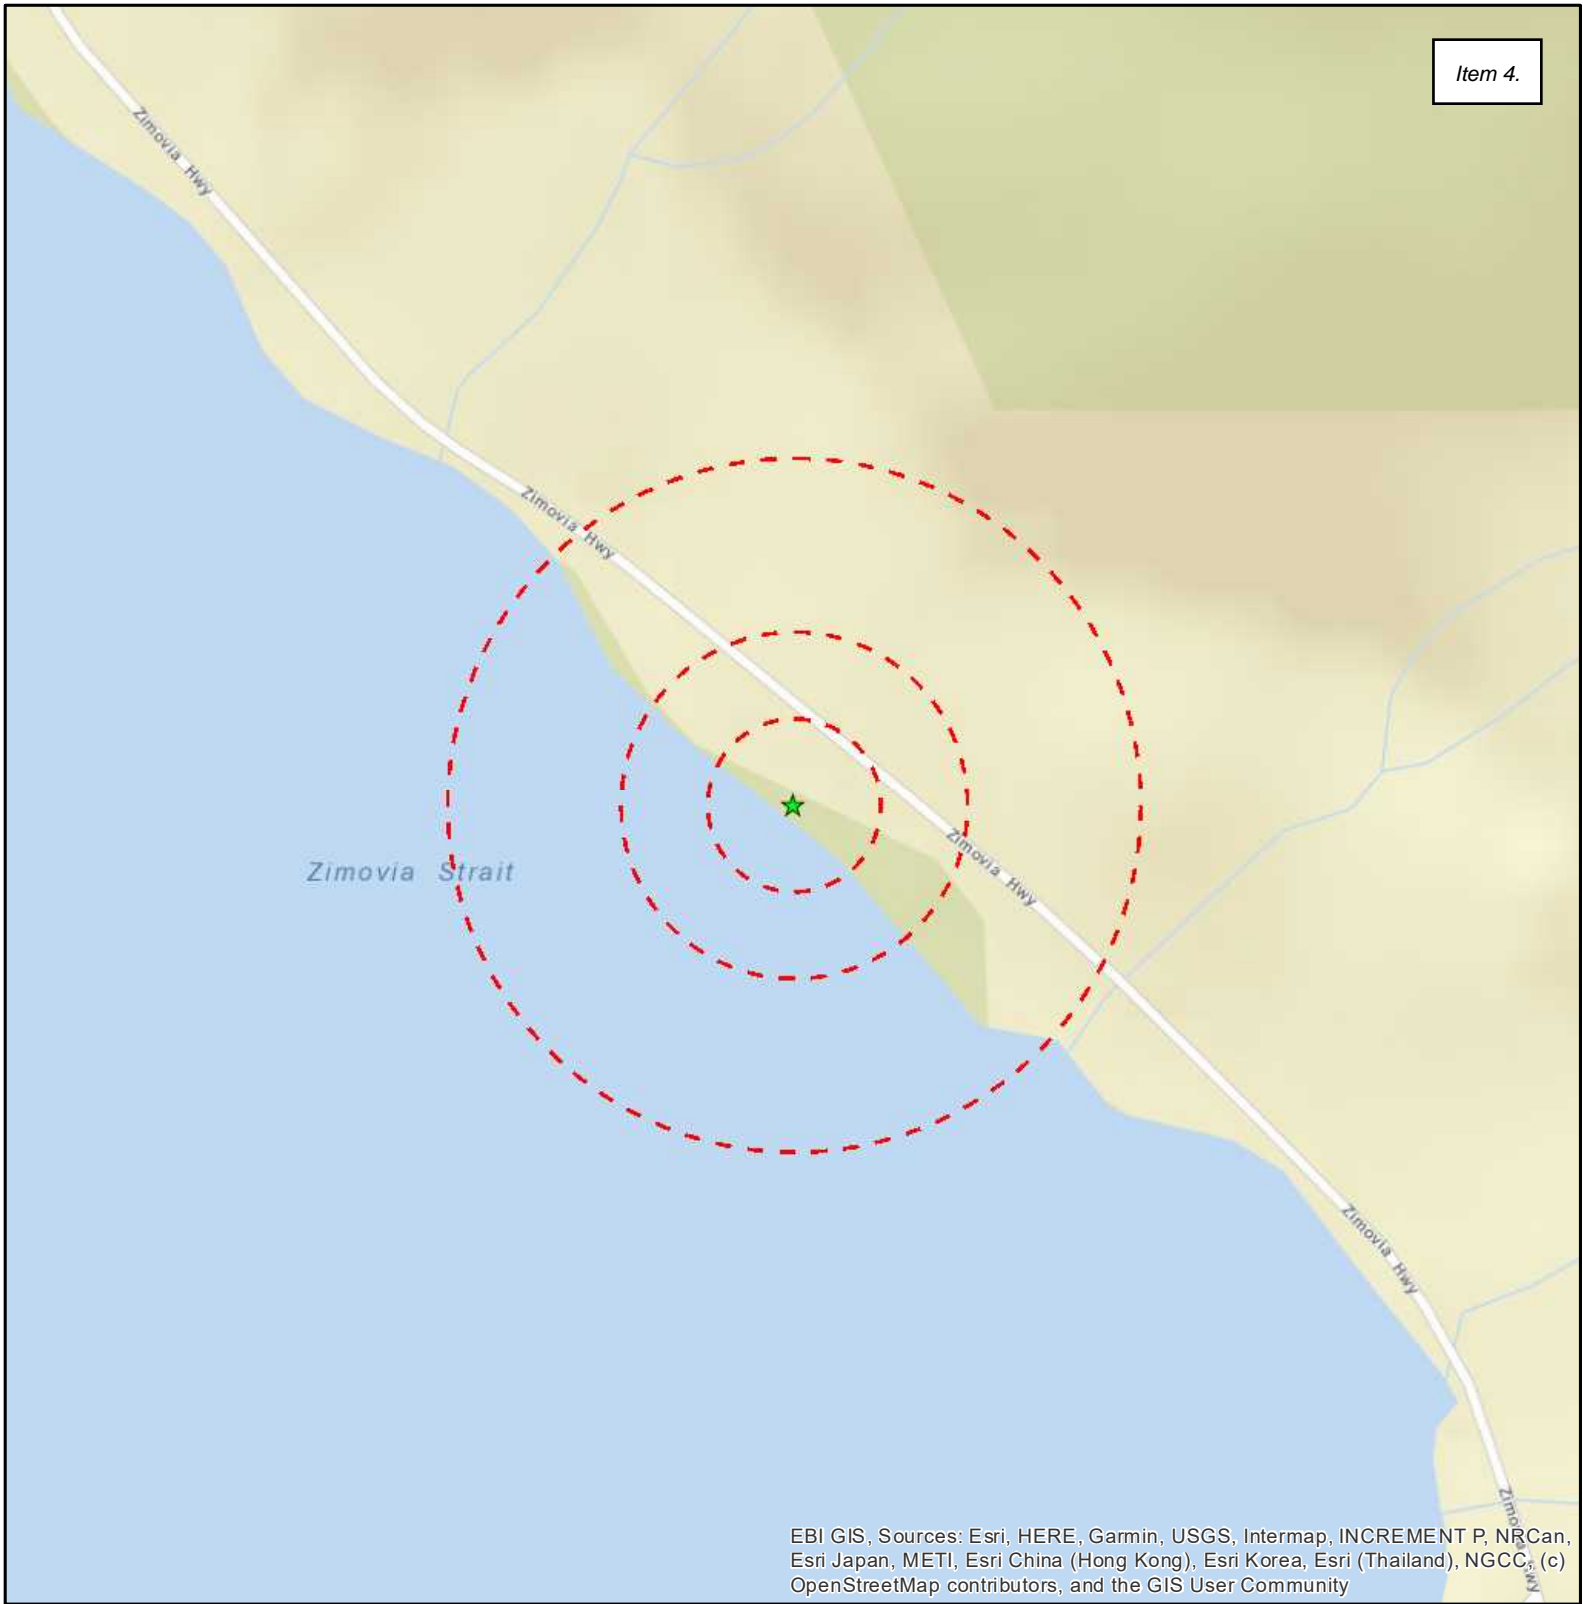 Item 4.
Zimovia Hwy
Zimovia Hwy
Zimovia Hwy
Zimovia Strait
Zimovia Hwy
Zimovia Hwy
EBI GIS, Sources: Esri, HERE, Garmin, USGS, Intermap, INCREMENT P, NRCan,
Esri Japan, METI, Esri China (Hong Kong), Esri Korea, Esri (Thailand), NGCC, (c)
OpenStreetMap contributors, and the GIS User Community